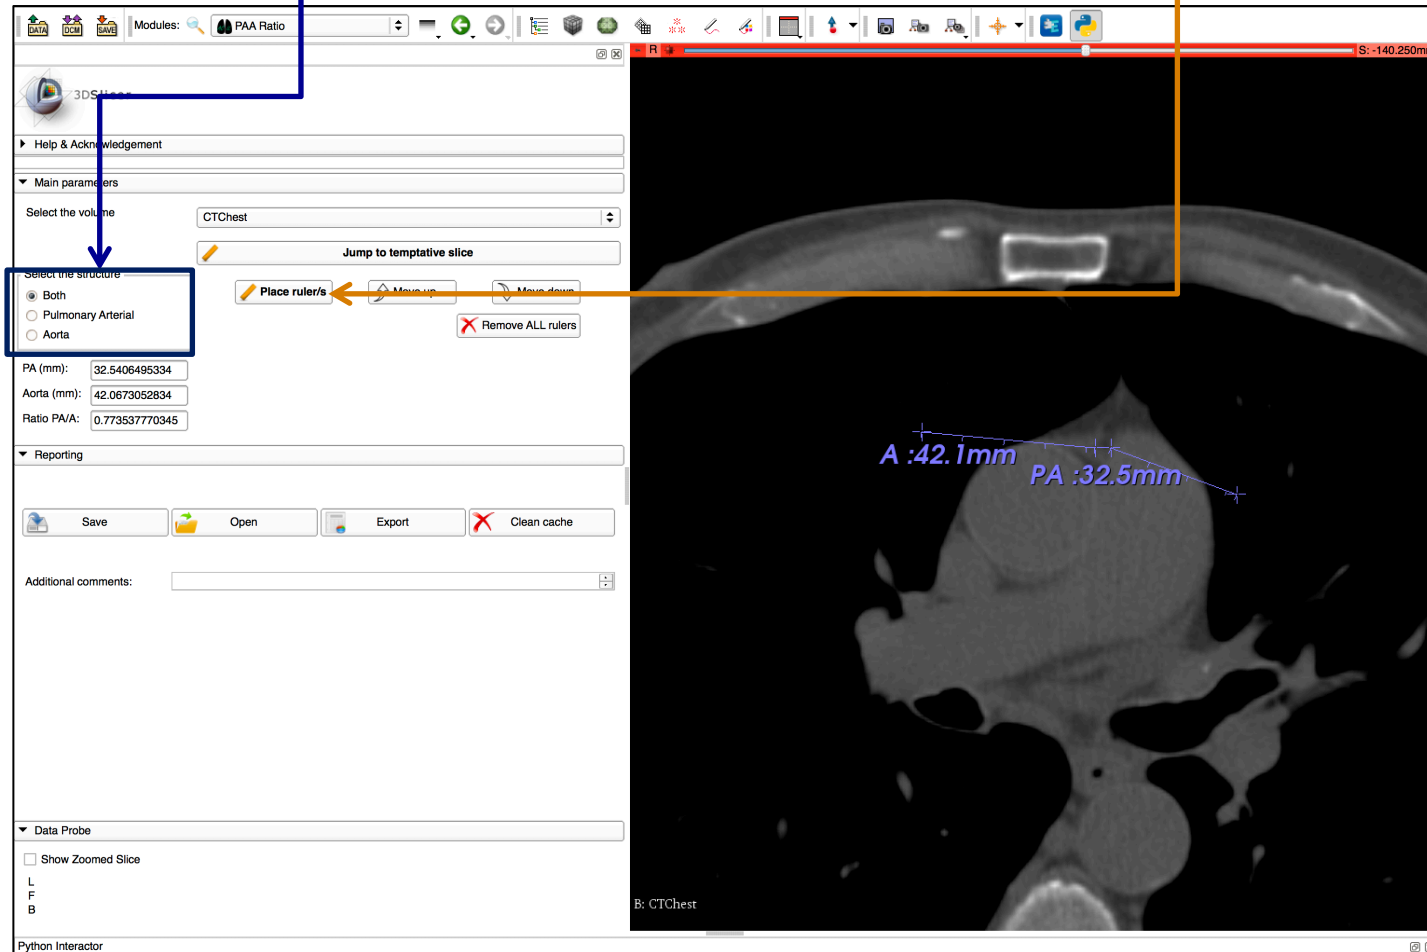 DATA DCM SAVE Modules: PAA Ratio
R S: -140.250m
3DSlicer
Help & Acknowledgement
Main parameters
Select the volume CTChest
Jump to temptative slice
Select the structure
Both
Pulmonary Arterial
Aorta
Place ruler/s Move up Move down
Remove ALL rulers
PA (mm): 32.5406495334
Aorta (mm): 42.0673052834
Ratio PA/A: 0.773537770345
Reporting
Save Open Export Clean cache
Additional comments:
Data Probe
Show Zoomed Slice
L
F
B
Python Interactor
A :42.1mm
PA :32.5mm
B: CTChest